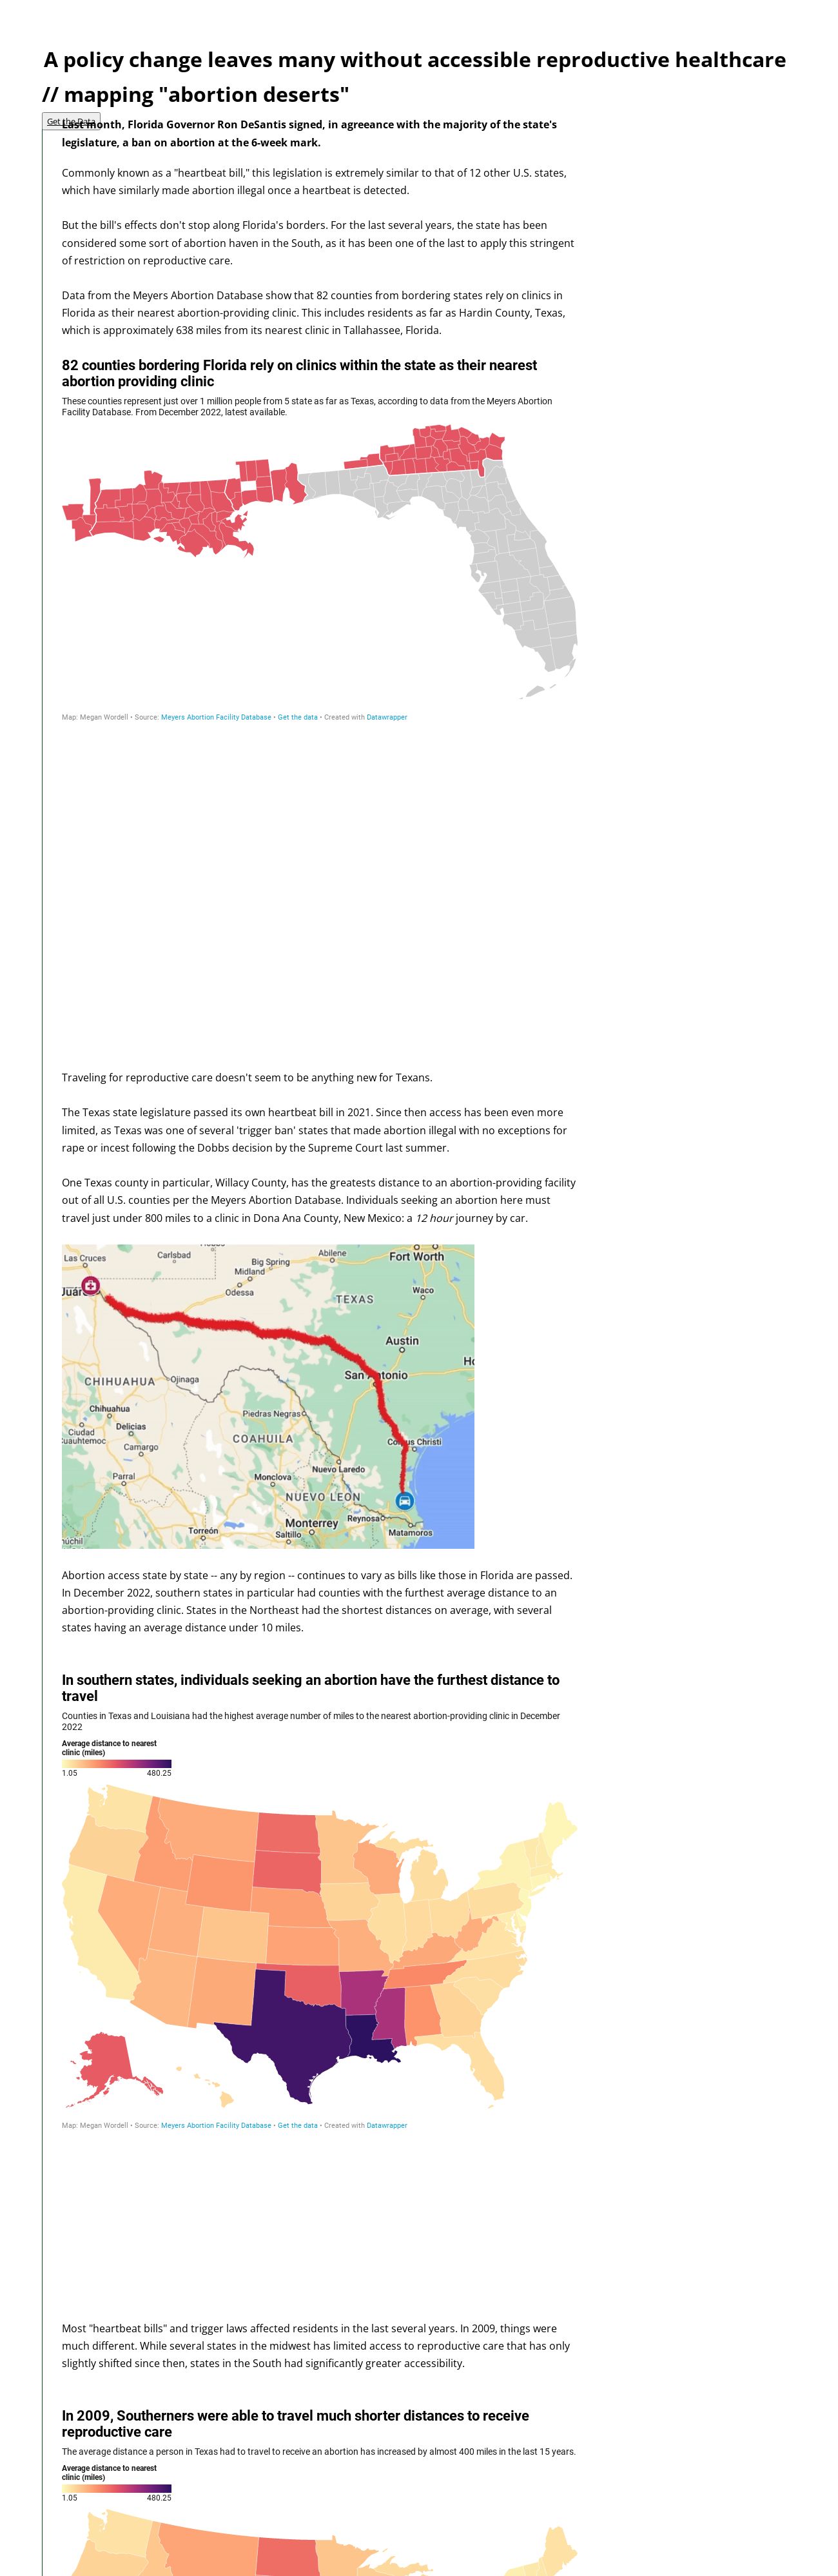 A policy change leaves many without accessible reproductive healthcare
// mapping "abortion deserts"
Get the Data
Last month, Florida Governor Ron DeSantis signed, in agreeance with the majority of the state's
legislature, a ban on abortion at the 6-week mark.
Commonly known as a "heartbeat bill," this legislation is extremely similar to that of 12 other U.S. states,
which have similarly made abortion illegal once a heartbeat is detected.
But the bill's effects don't stop along Florida's borders. For the last several years, the state has been
considered some sort of abortion haven in the South, as it has been one of the last to apply this stringent
of restriction on reproductive care.
Data from the Meyers Abortion Database show that 82 counties from bordering states rely on clinics in
Florida as their nearest abortion-providing clinic. This includes residents as far as Hardin County, Texas,
which is approximately 638 miles from its nearest clinic in Tallahassee, Florida.
82 counties bordering Florida rely on clinics within the state as their nearest
abortion providing clinic
These counties represent just over 1 million people from 5 state as far as Texas, according to data from the Meyers Abortion
Facility Database. From December 2022, latest available.
Map: Megan Wordell • Source: Meyers Abortion Facility Database • Get the data • Created with Datawrapper
Traveling for reproductive care doesn't seem to be anything new for Texans.
The Texas state legislature passed its own heartbeat bill in 2021. Since then access has been even more
limited, as Texas was one of several 'trigger ban' states that made abortion illegal with no exceptions for
rape or incest following the Dobbs decision by the Supreme Court last summer.
One Texas county in particular, Willacy County, has the greatests distance to an abortion-providing facility
out of all U.S. counties per the Meyers Abortion Database. Individuals seeking an abortion here must
travel just under 800 miles to a clinic in Dona Ana County, New Mexico: a 12 hour journey by car.
Las Cruces
Carlsbad
Big Spring
Abilene
Fort Worth
Midland
Odessa
Waco
TEXAS
Juár
Austin
San Antonio
CHIHUAHUA
Ojinaga
Chihuahua
Piedras Negras
Ciudad
Cuauhtemoc
Delicias
COAHUILA
Corpus Christi
Camargo
Nuevo Laredo
Parral
Monclova
NUEVO LEON
Monterrey
Reynosa
Torreón
Saltillo
Matamoros
Abortion access state by state -- any by region -- continues to vary as bills like those in Florida are passed.
In December 2022, southern states in particular had counties with the furthest average distance to an
abortion-providing clinic. States in the Northeast had the shortest distances on average, with several
states having an average distance under 10 miles.
In southern states, individuals seeking an abortion have the furthest distance to
travel
Counties in Texas and Louisiana had the highest average number of miles to the nearest abortion-providing clinic in December
2022
Average distance to nearest
clinic (miles)
1.05 480.25
Map: Megan Wordell • Source: Meyers Abortion Facility Database • Get the data • Created with Datawrapper
Most "heartbeat bills" and trigger laws affected residents in the last several years. In 2009, things were
much different. While several states in the midwest has limited access to reproductive care that has only
slightly shifted since then, states in the South had significantly greater accessibility.
In 2009, Southerners were able to travel much shorter distances to receive
reproductive care
The average distance a person in Texas had to travel to receive an abortion has increased by almost 400 miles in the last 15 years.
Average distance to nearest
clinic (miles)
1.05 480.25